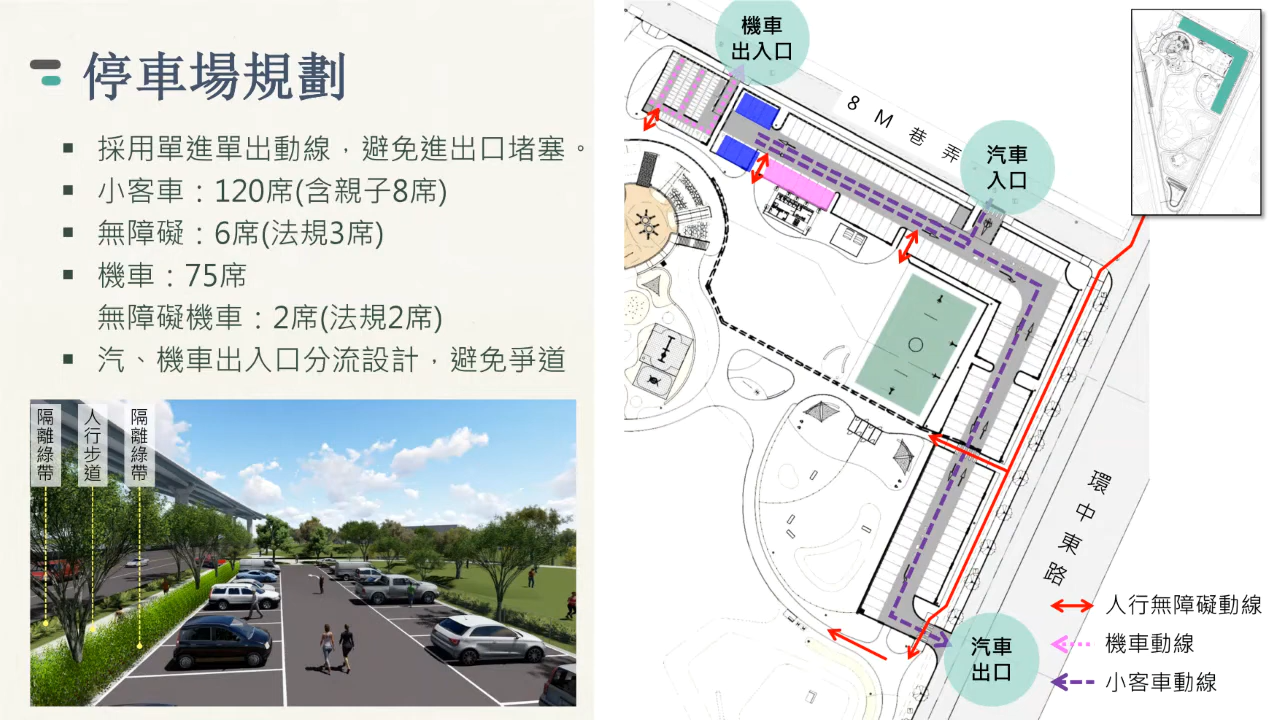 停車場規劃
▪ 採用單進單出動線，避免進出口堵塞。
▪ 小客車：120席(含親子8席)
▪ 無障礙：6席(法規3席)
▪ 機車：75席
無障礙機車：2席(法規2席)
▪ 汽、機車出入口分流設計，避免爭道
隔離綠帶
人行步道
隔離綠帶
機車
出入口
8M巷弄
汽車
入口
環中東路
汽車
出口
人行無障礙動線
機車動線
小客車動線